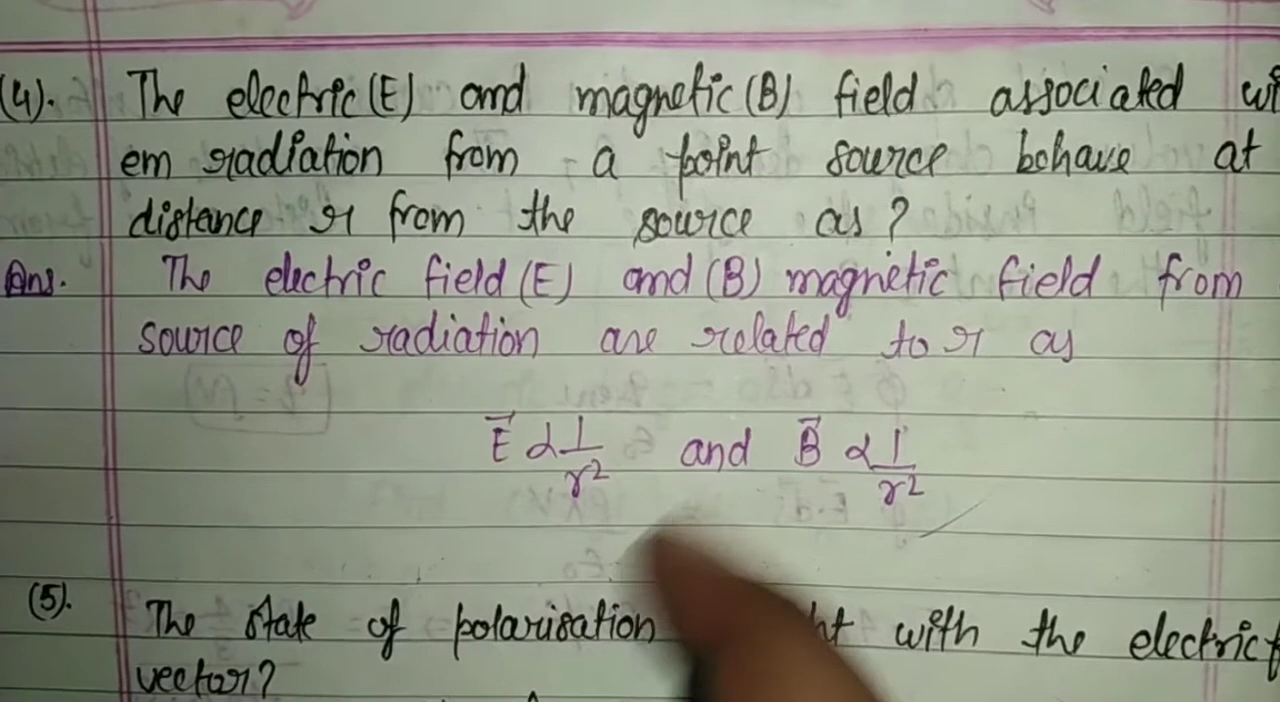 (4). The electric (E) and magnetic (B) field associated wi
em radiation from a point source behave at
distance r from the source as?
Ans. The electric field (E) and (B) magnetic field from
source of radiation are related to r as
E⃗ ∝ 1/r² and B⃗ ∝ 1/r²
(5). The state of polarisation ht with the electric f
vector?